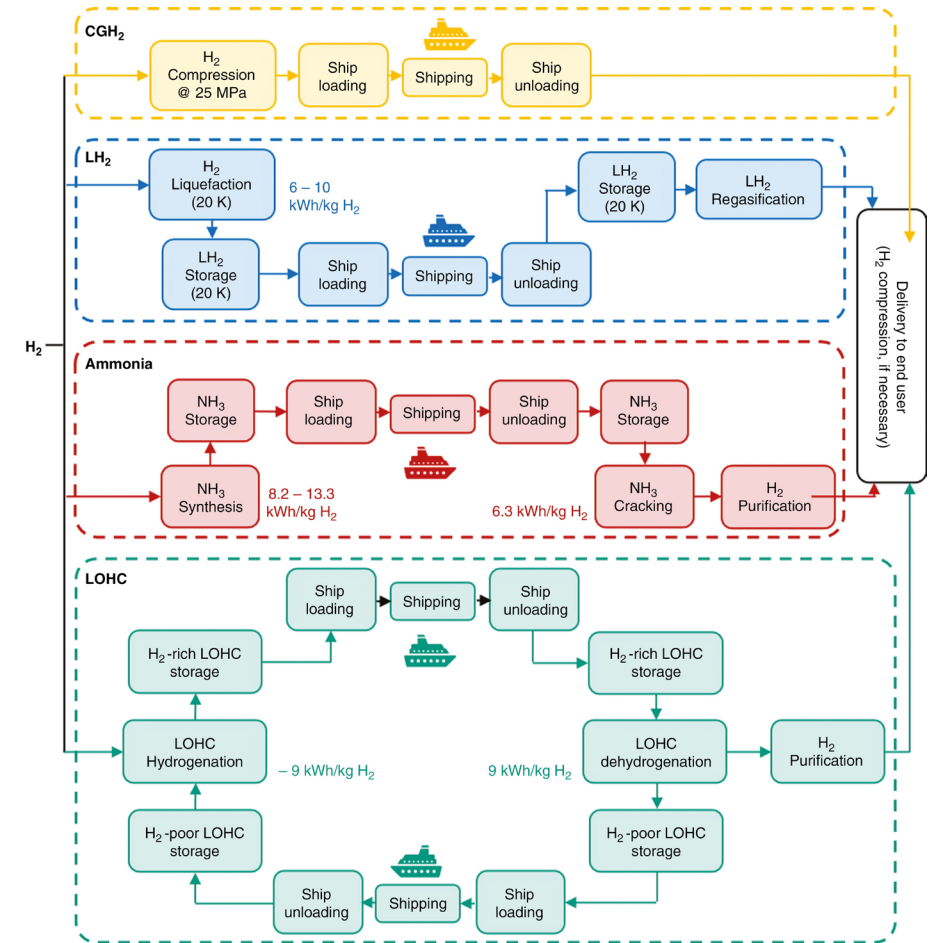 CGH₂
H₂
Compression
@ 25 MPa
Ship
loading
Shipping
Ship
unloading
LH₂
H₂
Liquefaction
(20 K)
6 – 10
kWh/kg H₂
LH₂
Storage
(20 K)
Ship
loading
Shipping
Ship
unloading
LH₂
Storage
(20 K)
LH₂
Regasification
Delivery to end user
(H₂ compression, if necessary)
H₂
Ammonia
NH₃
Storage
Ship
loading
Shipping
Ship
unloading
NH₃
Storage
NH₃
Synthesis
8.2 – 13.3
kWh/kg H₂
6.3 kWh/kg H₂
NH₃
Cracking
H₂
Purification
LOHC
Ship
loading
Shipping
Ship
unloading
H₂-rich LOHC
storage
H₂-rich LOHC
storage
LOHC
Hydrogenation
– 9 kWh/kg H₂
9 kWh/kg H₂
LOHC
dehydrogenation
H₂
Purification
H₂-poor LOHC
storage
H₂-poor LOHC
storage
Ship
unloading
Shipping
Ship
loading